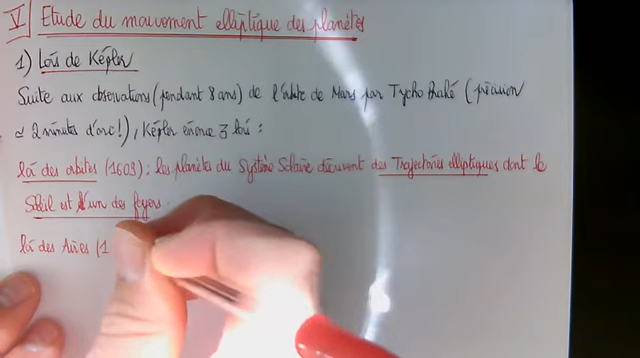 V Etude du mouvement elliptique des planètes
1) Lois de Képler
Suite aux observations (pendant 8 ans) de l'orbite de Mars par Tycho Brahé (précision
≃ 2 minutes d'arc!), Képler énonce 3 lois :
loi des orbites (1603) : les planètes du Système Solaire décrivent des Trajectoires elliptiques dont le
Soleil est l'un des foyers.
loi des Aires (1